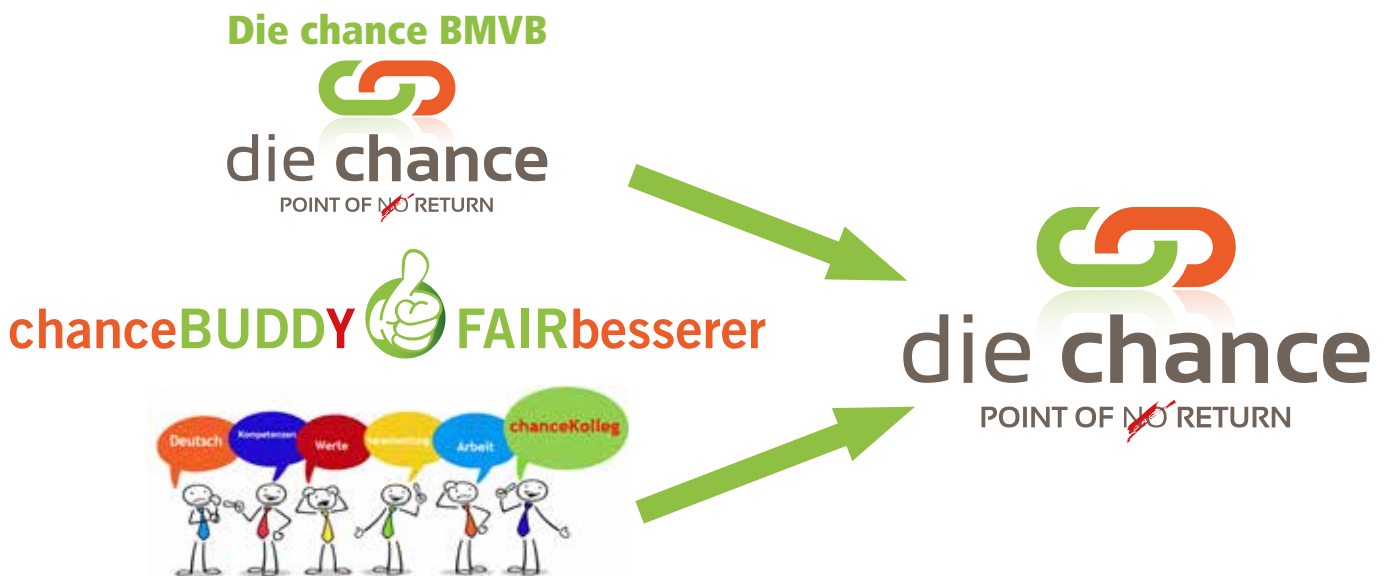 Die chance BMVB
die chance
POINT OF NO RETURN
chanceBUDDY FAIRbesserer
Deutsch
Kompetenzen
Werte
Arbeit
chanceKolleg
die chance
POINT OF NO RETURN